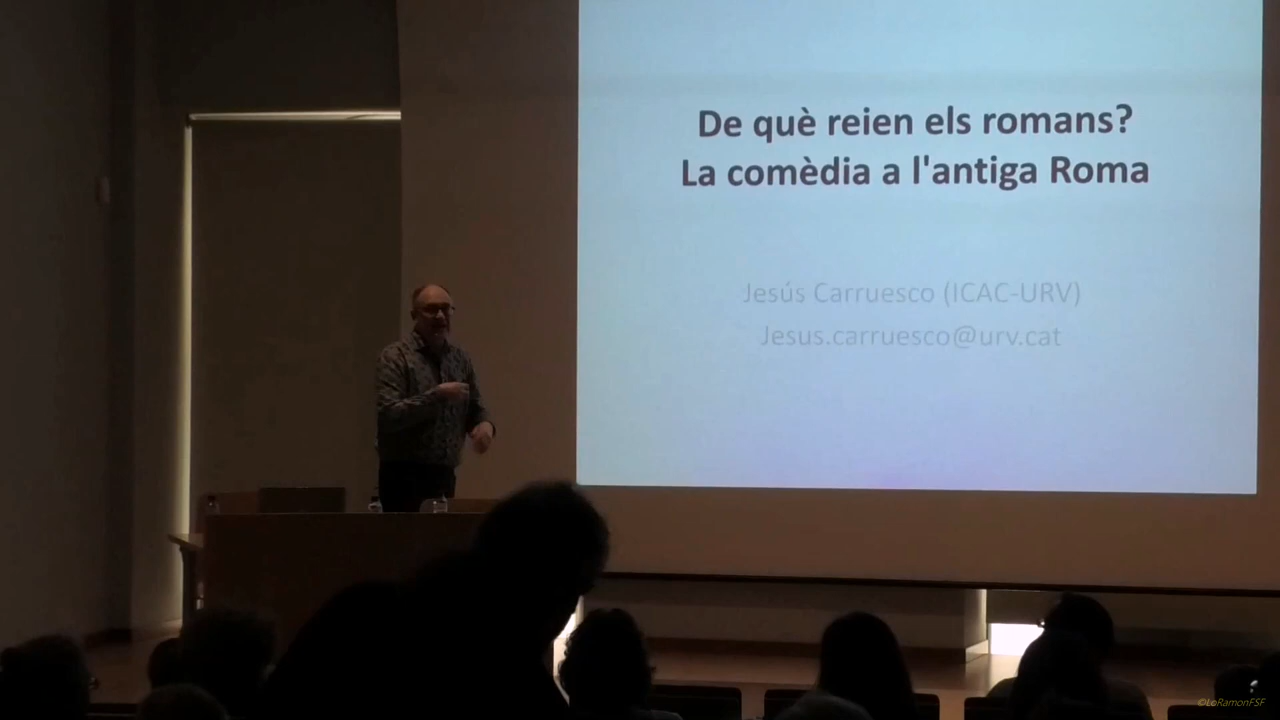 De què reien els romans?
La comèdia a l'antiga Roma
Jesús Carruesco (ICAC-URV)
Jesus.carruesco@urv.cat
©LoRamonFSF